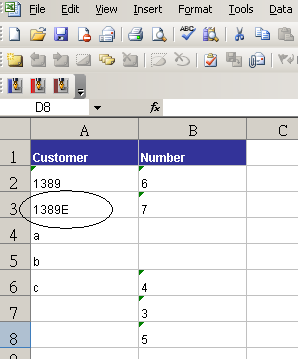 File Edit View Insert Format Tools Data
ABC
D8 fx
A B C
1 Customer Number
2 1389 6
3 1389E 7
4 a
5 b
6 c 4
7 3
8 5